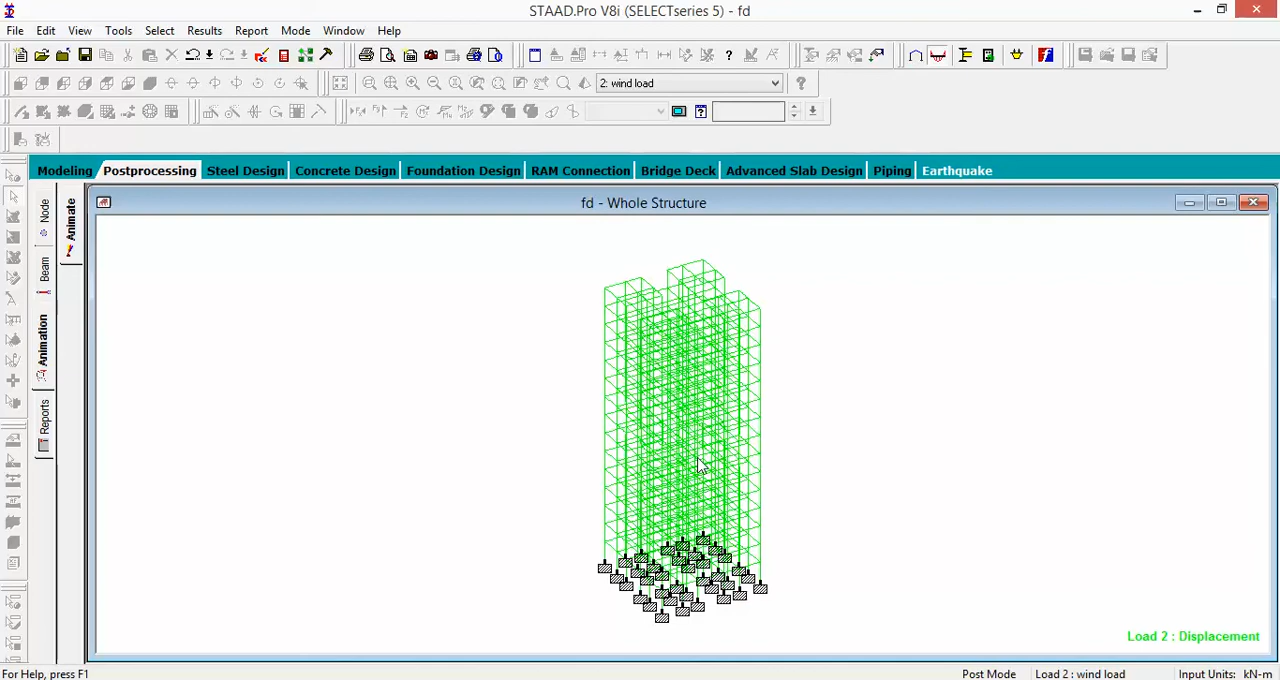 STAAD.Pro V8i (SELECTseries 5) - fd
File Edit View Tools Select Results Report Mode Window Help
2: wind load
Modeling Postprocessing Steel Design Concrete Design Foundation Design RAM Connection Bridge Deck Advanced Slab Design Piping Earthquake
fd - Whole Structure
Node
Beam
Animation
Reports
Animate
Load 2 : Displacement
For Help, press F1 Post Mode Load 2 : wind load Input Units: kN-m